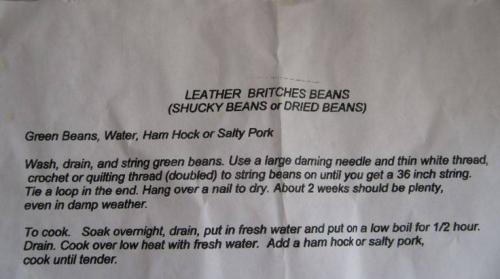 LEATHER BRITCHES BEANS
(SHUCKY BEANS or DRIED BEANS)
Green Beans, Water, Ham Hock or Salty Pork
Wash, drain, and string green beans. Use a large darning needle and thin white thread,
crochet or quilting thread (doubled) to string beans on until you get a 36 inch string.
Tie a loop in the end. Hang over a nail to dry. About 2 weeks should be plenty,
even in damp weather.
To cook. Soak overnight, drain, put in fresh water and put on a low boil for 1/2 hour.
Drain. Cook over low heat with fresh water. Add a ham hock or salty pork,
cook until tender.